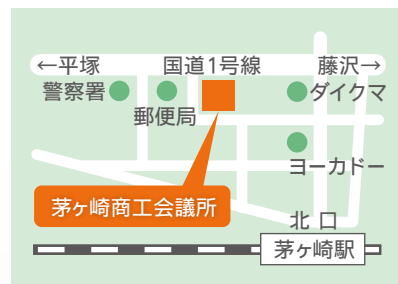 ←平塚
国道1号線
藤沢→
警察署
郵便局
ダイクマ
ヨーカドー
茅ヶ崎商工会議所
北口
茅ヶ崎駅